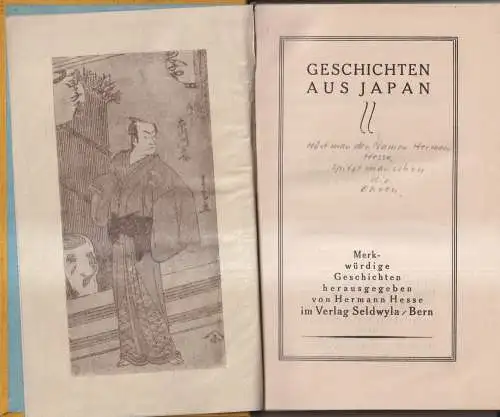 GESCHICHTEN
AUS JAPAN
Hört man den Namen Hermann
Hesse,
spitzt man schon
die
Ohren.
Merk-
würdige
Geschichten
herausgegeben
von Hermann Hesse
im Verlag Seldwyla / Bern